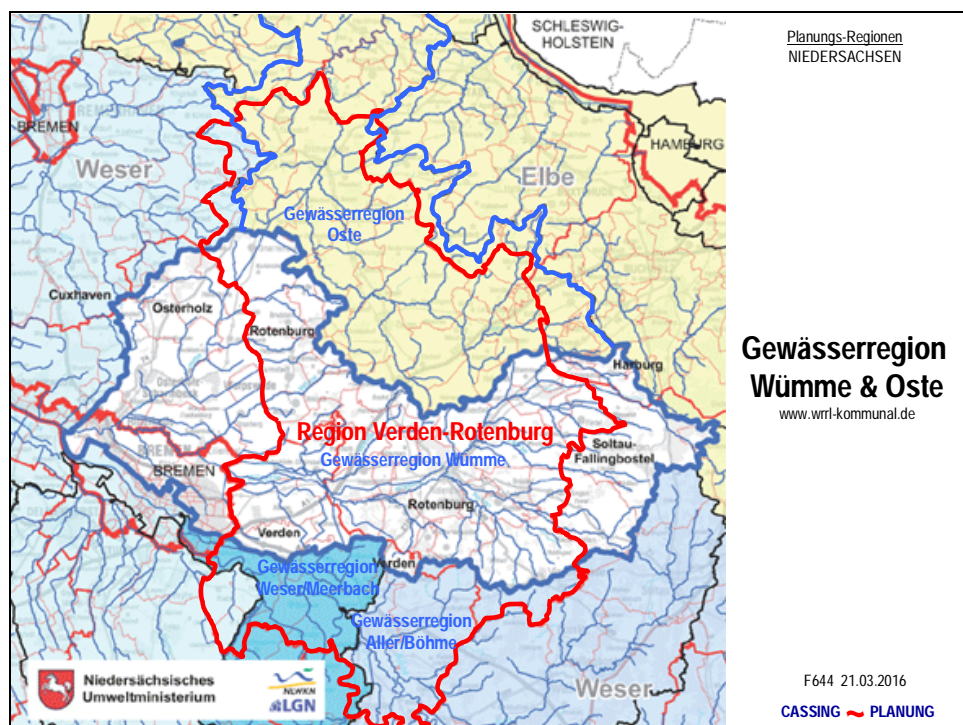 SCHLESWIG-
HOLSTEIN
BREMEN
Weser
HAMBURG
Elbe
Gewässerregion
Oste
Cuxhaven
Osterholz
Rotenburg
Harburg
Region Verden-Rotenburg
Gewässerregion Wümme
Soltau-
Fallingbostel
BREMEN
Rotenburg
Verden
Verden
Gewässerregion
Weser/Meerbach
Gewässerregion
Aller/Böhme
Weser
Niedersächsisches
Umweltministerium
NLWKN
LGN
Planungs-Regionen
NIEDERSACHSEN
Gewässerregion
Wümme & Oste
www.wrrl-kommunal.de
F644 21.03.2016
CASSING ~ PLANUNG